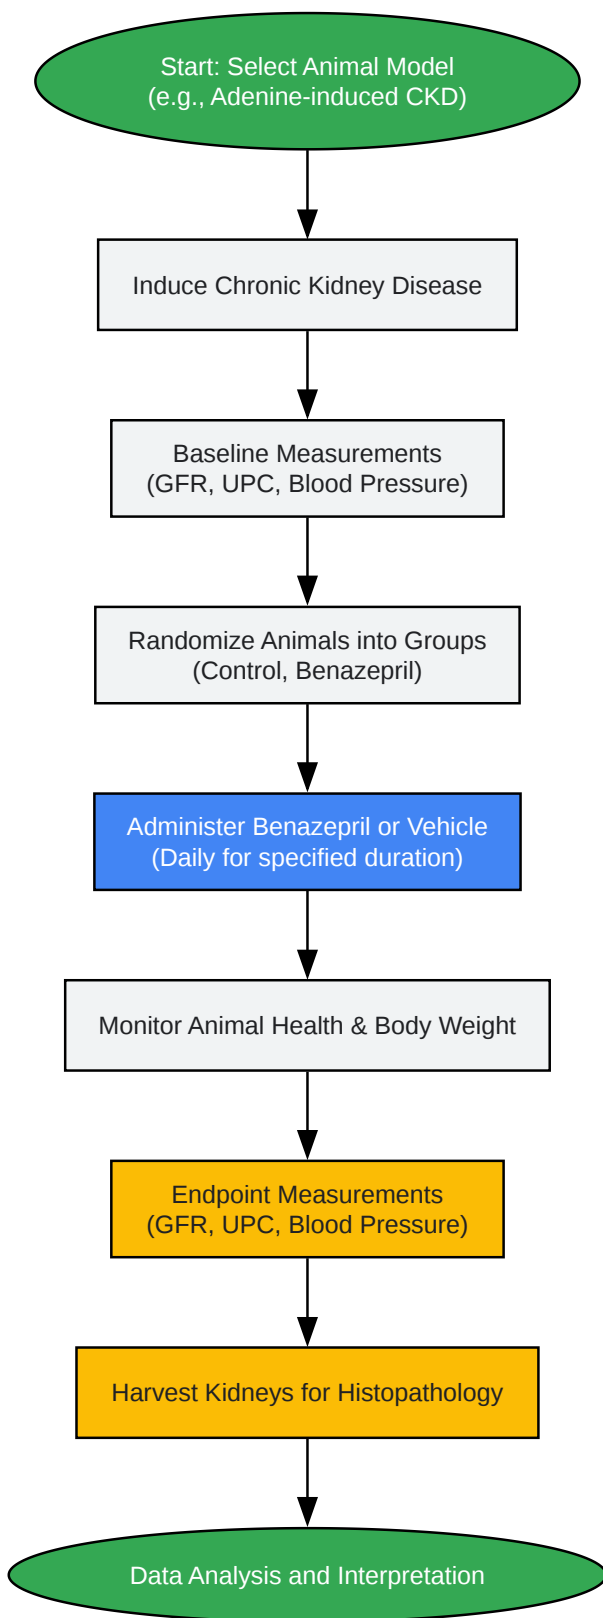 Start: Select Animal Model
(e.g., Adenine-induced CKD)
Induce Chronic Kidney Disease
Baseline Measurements
(GFR, UPC, Blood Pressure)
Randomize Animals into Groups
(Control, Benazepril)
Administer Benazepril or Vehicle
(Daily for specified duration)
Monitor Animal Health & Body Weight
Endpoint Measurements
(GFR, UPC, Blood Pressure)
Harvest Kidneys for Histopathology
Data Analysis and Interpretation